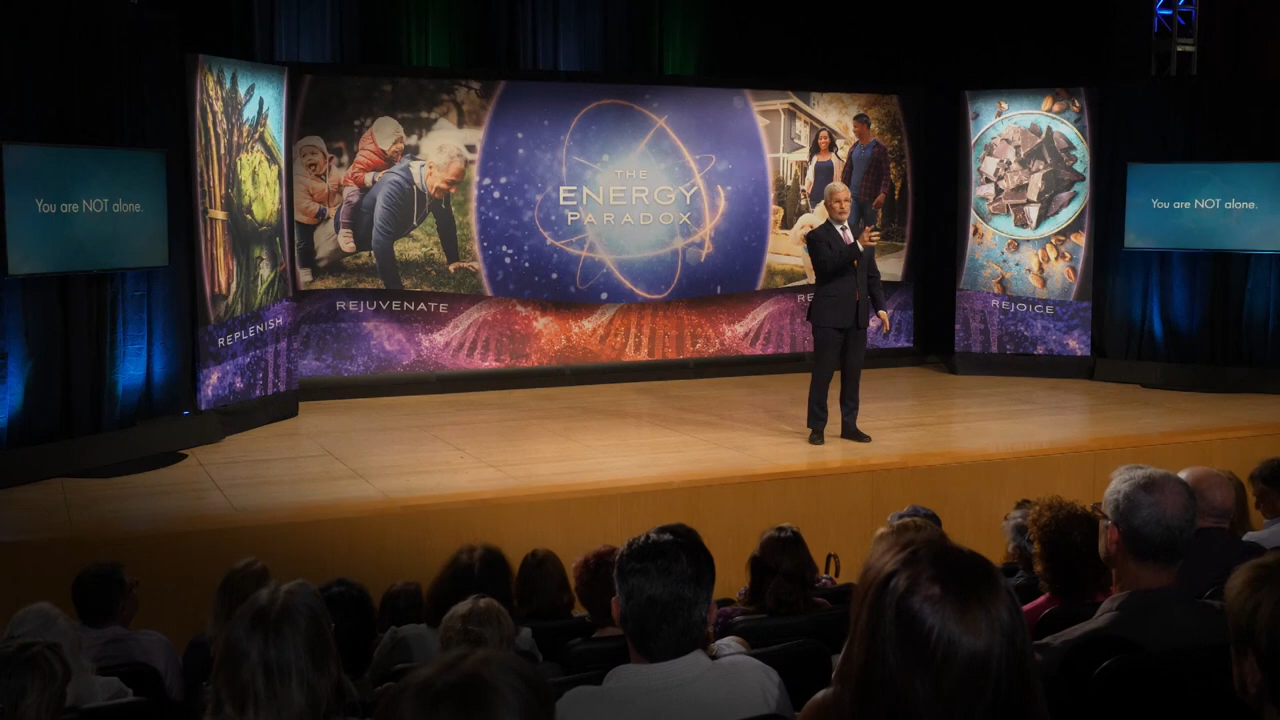 You are NOT alone.
REPLENISH
REJUVENATE
THE
ENERGY
PARADOX
REJOICE
You are NOT alone.